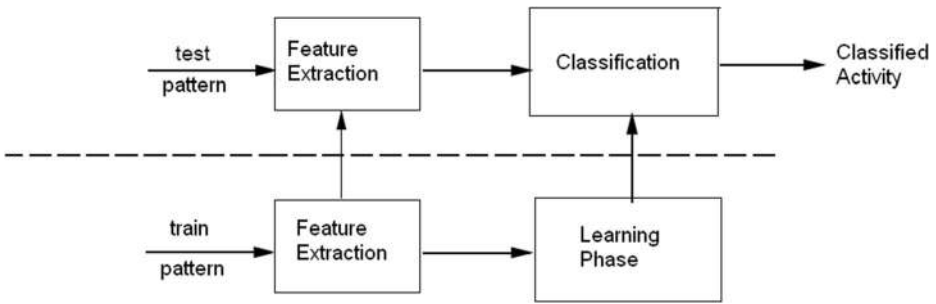 test
pattern
Feature
Extraction
Classification
Classified
Activity
train
pattern
Feature
Extraction
Learning
Phase